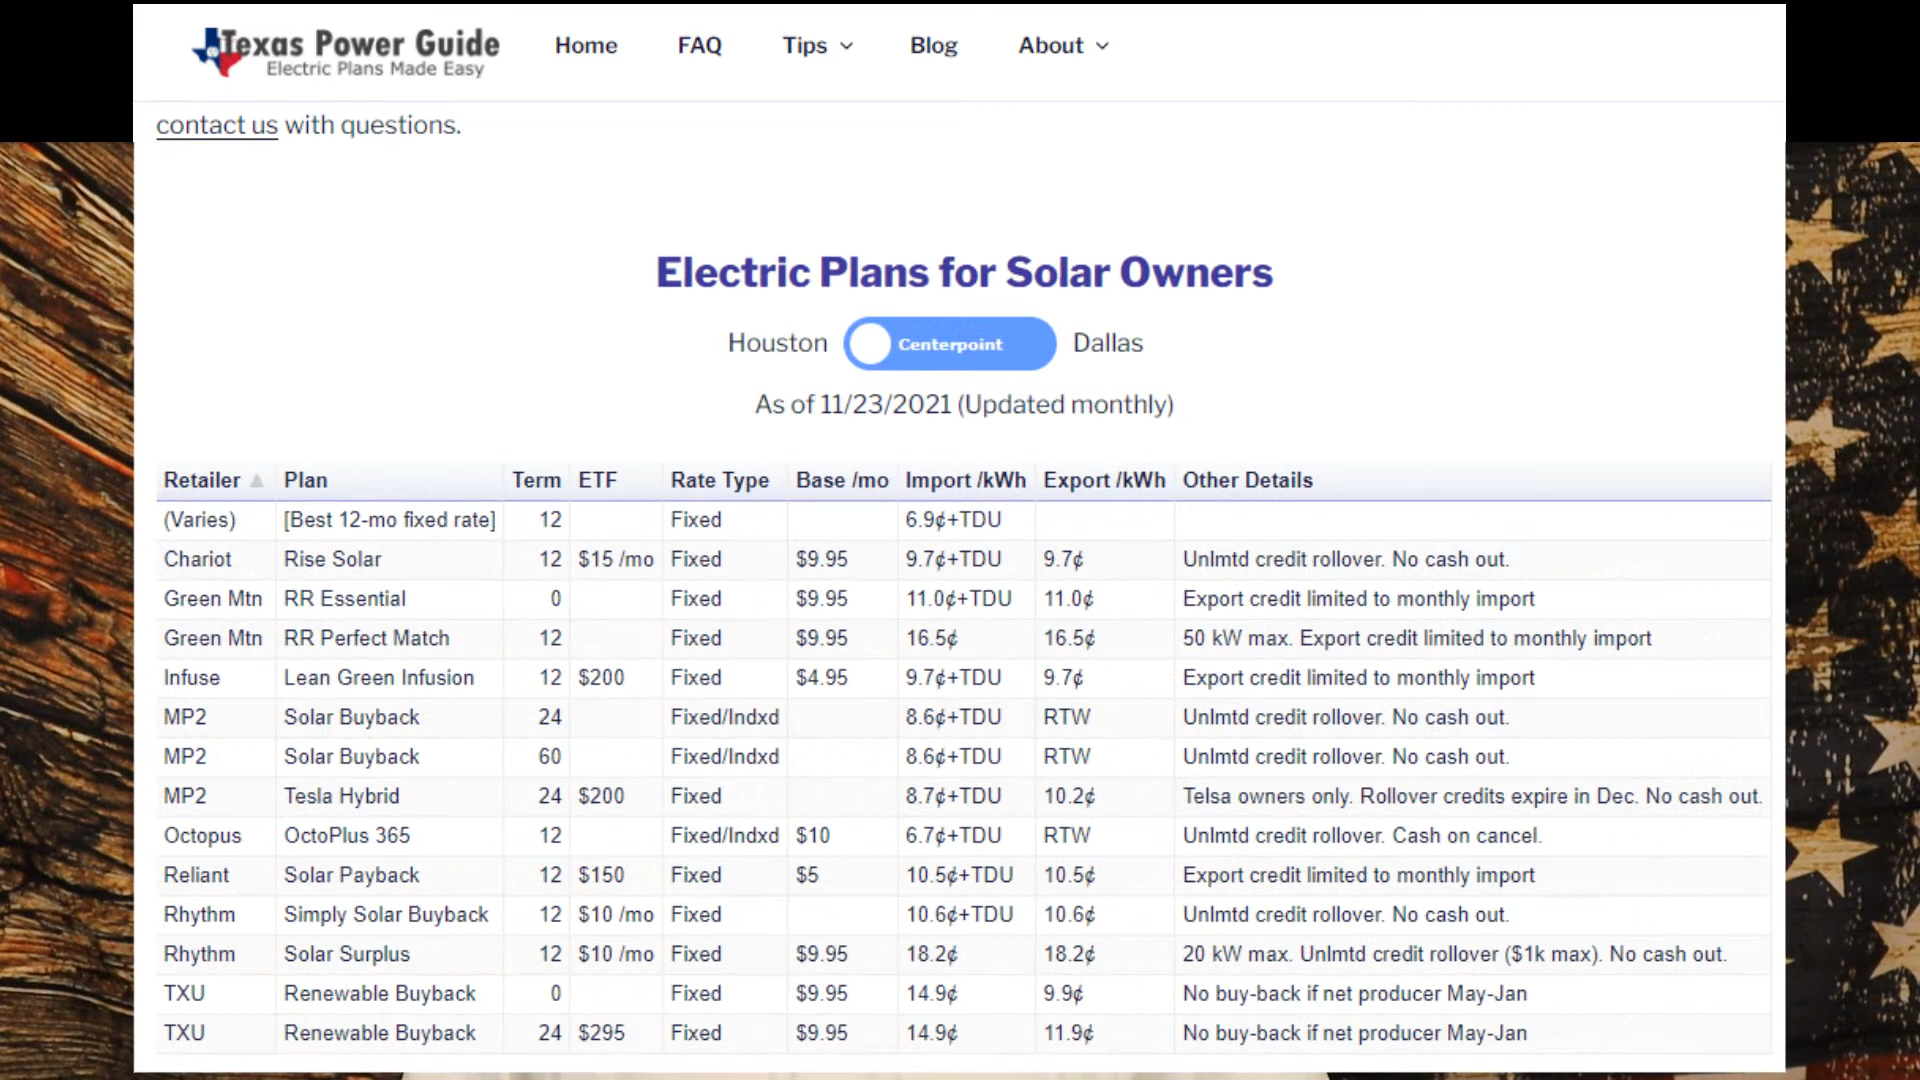 Texas Power Guide
Electric Plans Made Easy
Home FAQ Tips Blog About
contact us with questions.
Electric Plans for Solar Owners
Houston Centerpoint Dallas
As of 11/23/2021 (Updated monthly)
Retailer Plan Term ETF Rate Type Base /mo Import /kWh Export /kWh Other Details
(Varies) [Best 12-mo fixed rate] 12 Fixed 6.9¢+TDU
Chariot Rise Solar 12 $15 /mo Fixed $9.95 9.7¢+TDU 9.7¢ Unlmtd credit rollover. No cash out.
Green Mtn RR Essential 0 Fixed $9.95 11.0¢+TDU 11.0¢ Export credit limited to monthly import
Green Mtn RR Perfect Match 12 Fixed $9.95 16.5¢ 16.5¢ 50 kW max. Export credit limited to monthly import
Infuse Lean Green Infusion 12 $200 Fixed $4.95 9.7¢+TDU 9.7¢ Export credit limited to monthly import
MP2 Solar Buyback 24 Fixed/Indxd 8.6¢+TDU RTW Unlmtd credit rollover. No cash out.
MP2 Solar Buyback 60 Fixed/Indxd 8.6¢+TDU RTW Unlmtd credit rollover. No cash out.
MP2 Tesla Hybrid 24 $200 Fixed 8.7¢+TDU 10.2¢ Telsa owners only. Rollover credits expire in Dec. No cash out.
Octopus OctoPlus 365 12 Fixed/Indxd $10 6.7¢+TDU RTW Unlmtd credit rollover. Cash on cancel.
Reliant Solar Payback 12 $150 Fixed $5 10.5¢+TDU 10.5¢ Export credit limited to monthly import
Rhythm Simply Solar Buyback 12 $10 /mo Fixed 10.6¢+TDU 10.6¢ Unlmtd credit rollover. No cash out.
Rhythm Solar Surplus 12 $10 /mo Fixed $9.95 18.2¢ 18.2¢ 20 kW max. Unlmtd credit rollover ($1k max). No cash out.
TXU Renewable Buyback 0 Fixed $9.95 14.9¢ 9.9¢ No buy-back if net producer May-Jan
TXU Renewable Buyback 24 $295 Fixed $9.95 14.9¢ 11.9¢ No buy-back if net producer May-Jan